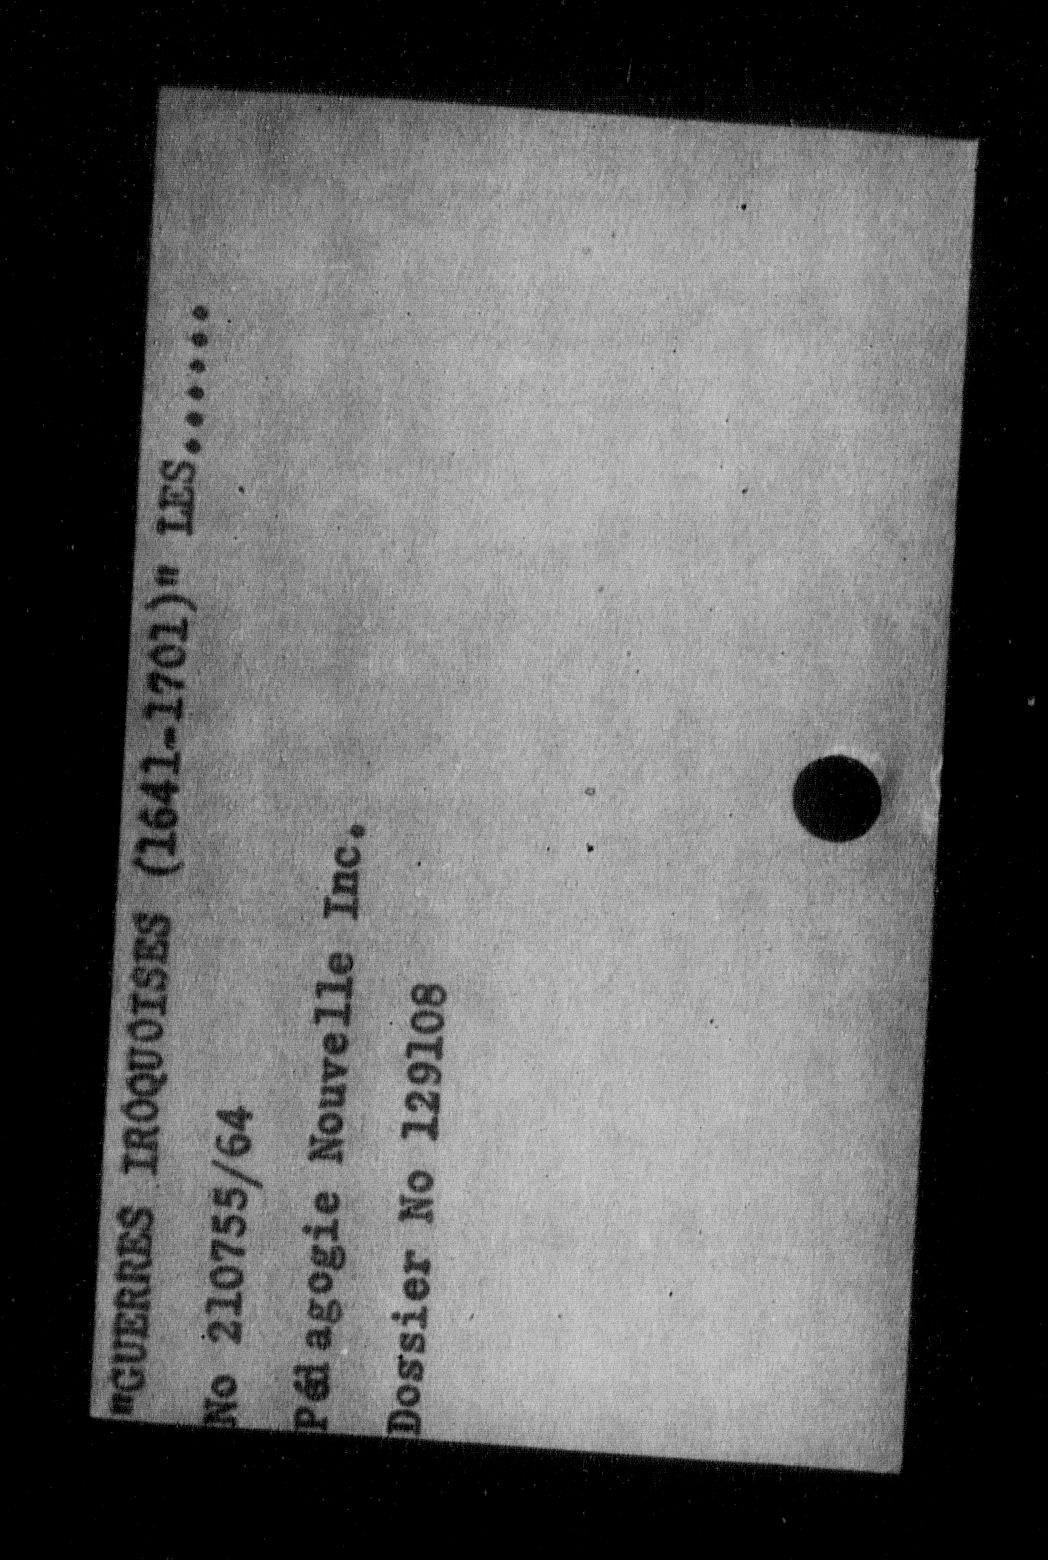 "GUERRES IROQUOISES (1641-1701)" LES......
No 210755/64
Pédagogie Nouvelle Inc.
Dossier No 129108